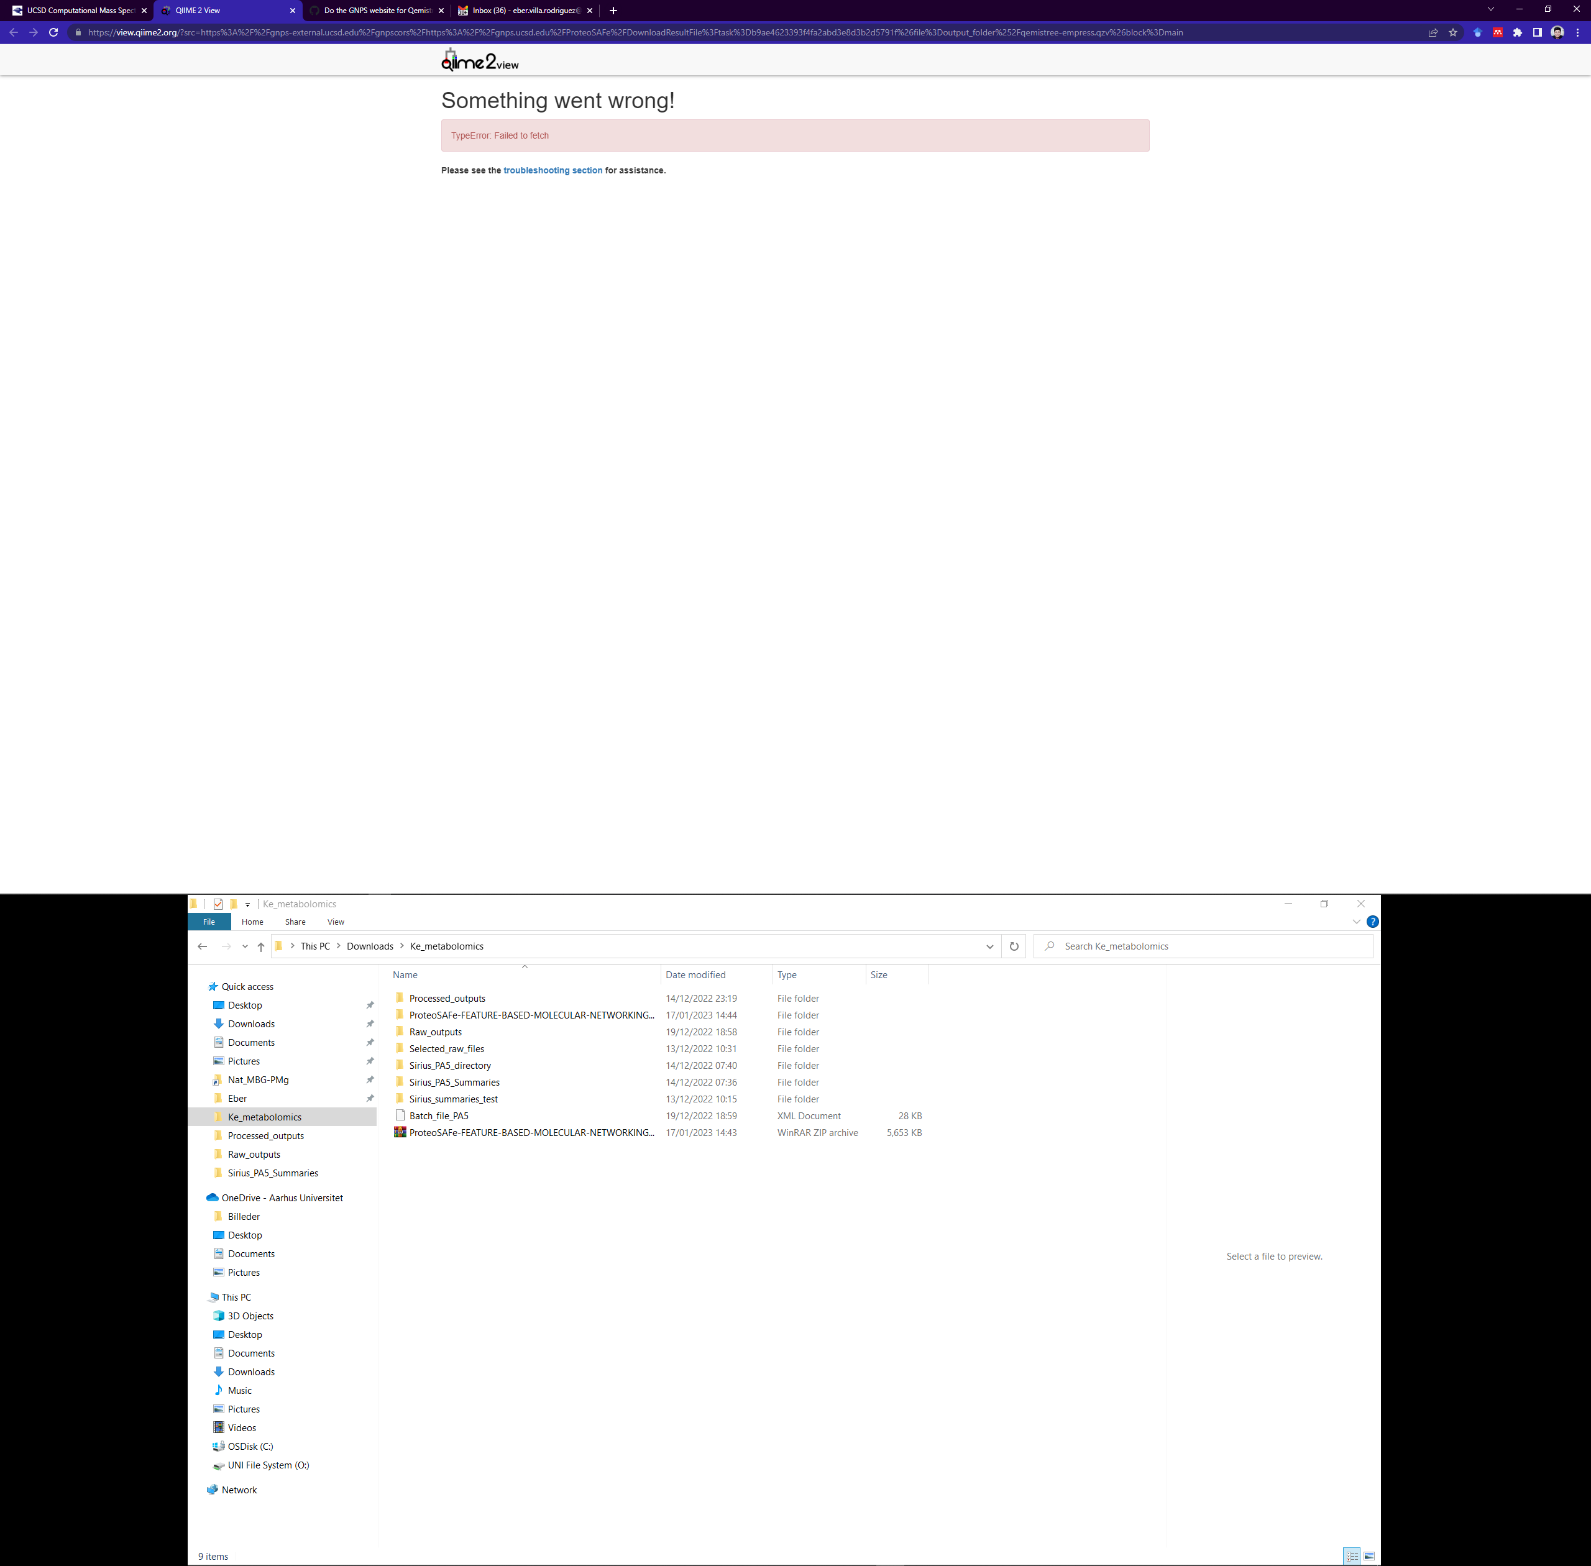 UCSD Computational Mass Spect
QIIME 2 View
Do the GNPS website for Qemist
Inbox (36) - eber.villa.rodriguez@
https://view.qiime2.org/?src=https%3A%2F%2Fgnps-external.ucsd.edu%2Fgnpscors%2Fhttps%3A%2F%2Fgnps.ucsd.edu%2FProteoSAFe%2FDownloadResultFile%3Ftask%3Db9ae4623393f4fa2abd3e8d3b2d5791f%26file%3Doutput_folder%252Fqemistree-empress.qzv%26block%3Dmain
qiime2view
Something went wrong!
TypeError: Failed to fetch
Please see the troubleshooting section for assistance.
Ke_metabolomics
File Home Share View
This PC > Downloads > Ke_metabolomics
Search Ke_metabolomics
Name Date modified Type Size
Processed_outputs 14/12/2022 23:19 File folder
ProteoSAFe-FEATURE-BASED-MOLECULAR-NETWORKING... 17/01/2023 14:44 File folder
Raw_outputs 19/12/2022 18:58 File folder
Selected_raw_files 13/12/2022 10:31 File folder
Sirius_PA5_directory 14/12/2022 07:40 File folder
Sirius_PA5_Summaries 14/12/2022 07:36 File folder
Sirius_summaries_test 13/12/2022 10:15 File folder
Batch_file_PA5 19/12/2022 18:59 XML Document 28 KB
ProteoSAFe-FEATURE-BASED-MOLECULAR-NETWORKING... 17/01/2023 14:43 WinRAR ZIP archive 5,653 KB
Quick access
Desktop
Downloads
Documents
Pictures
Nat_MBG-PMg
Eber
Ke_metabolomics
Processed_outputs
Raw_outputs
Sirius_PA5_Summaries
OneDrive - Aarhus Universitet
Billeder
Desktop
Documents
Pictures
This PC
3D Objects
Desktop
Documents
Downloads
Music
Pictures
Videos
OSDisk (C:)
UNI File System (O:)
Network
Select a file to preview.
9 items